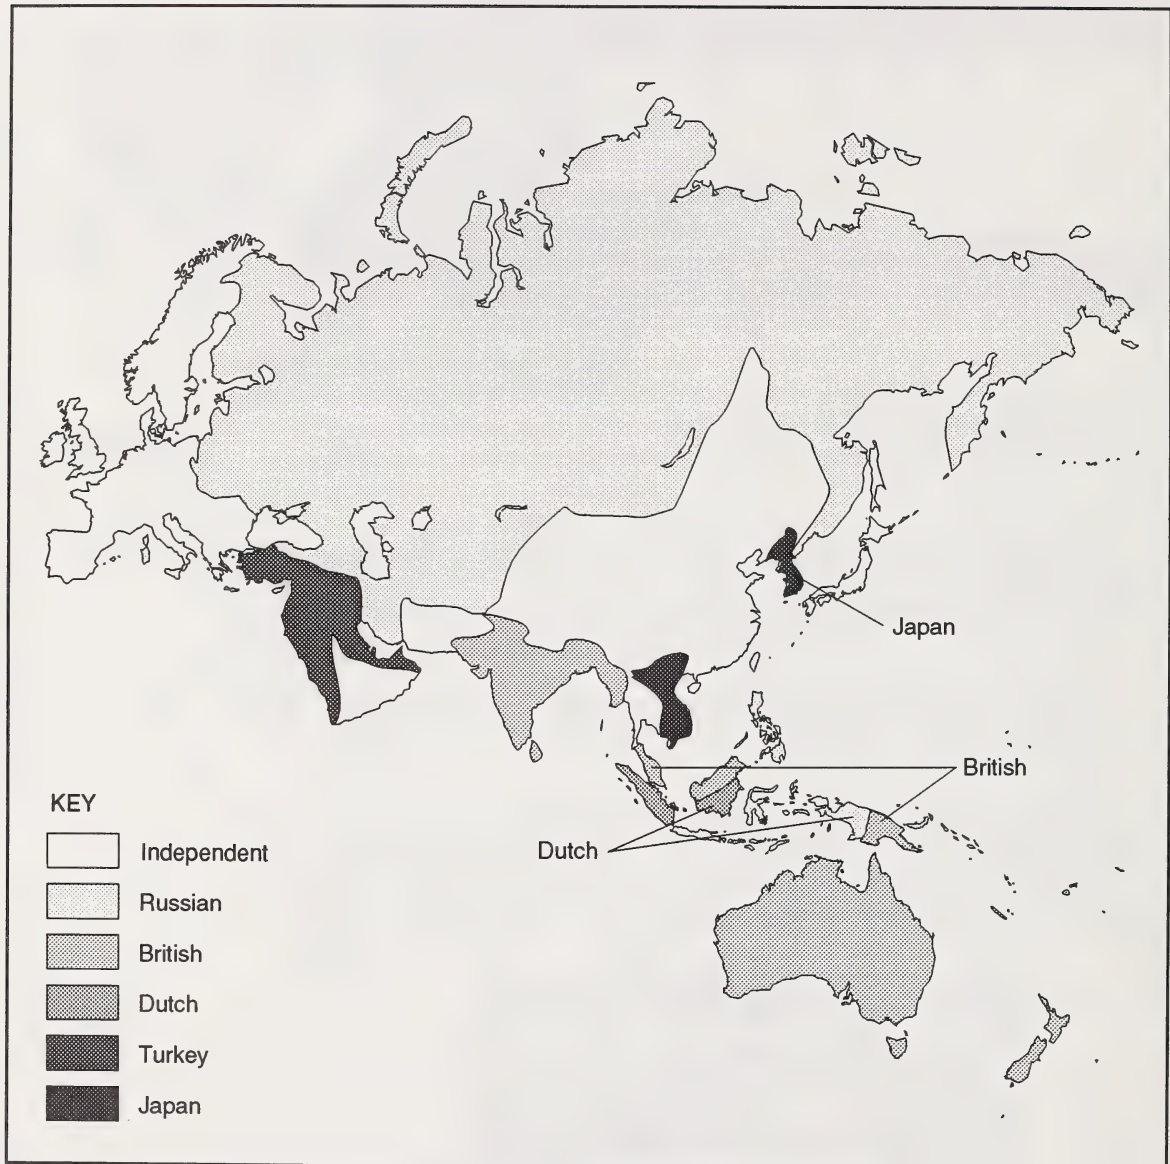 Japan
British
Dutch
KEY
Independent
Russian
British
Dutch
Turkey
Japan